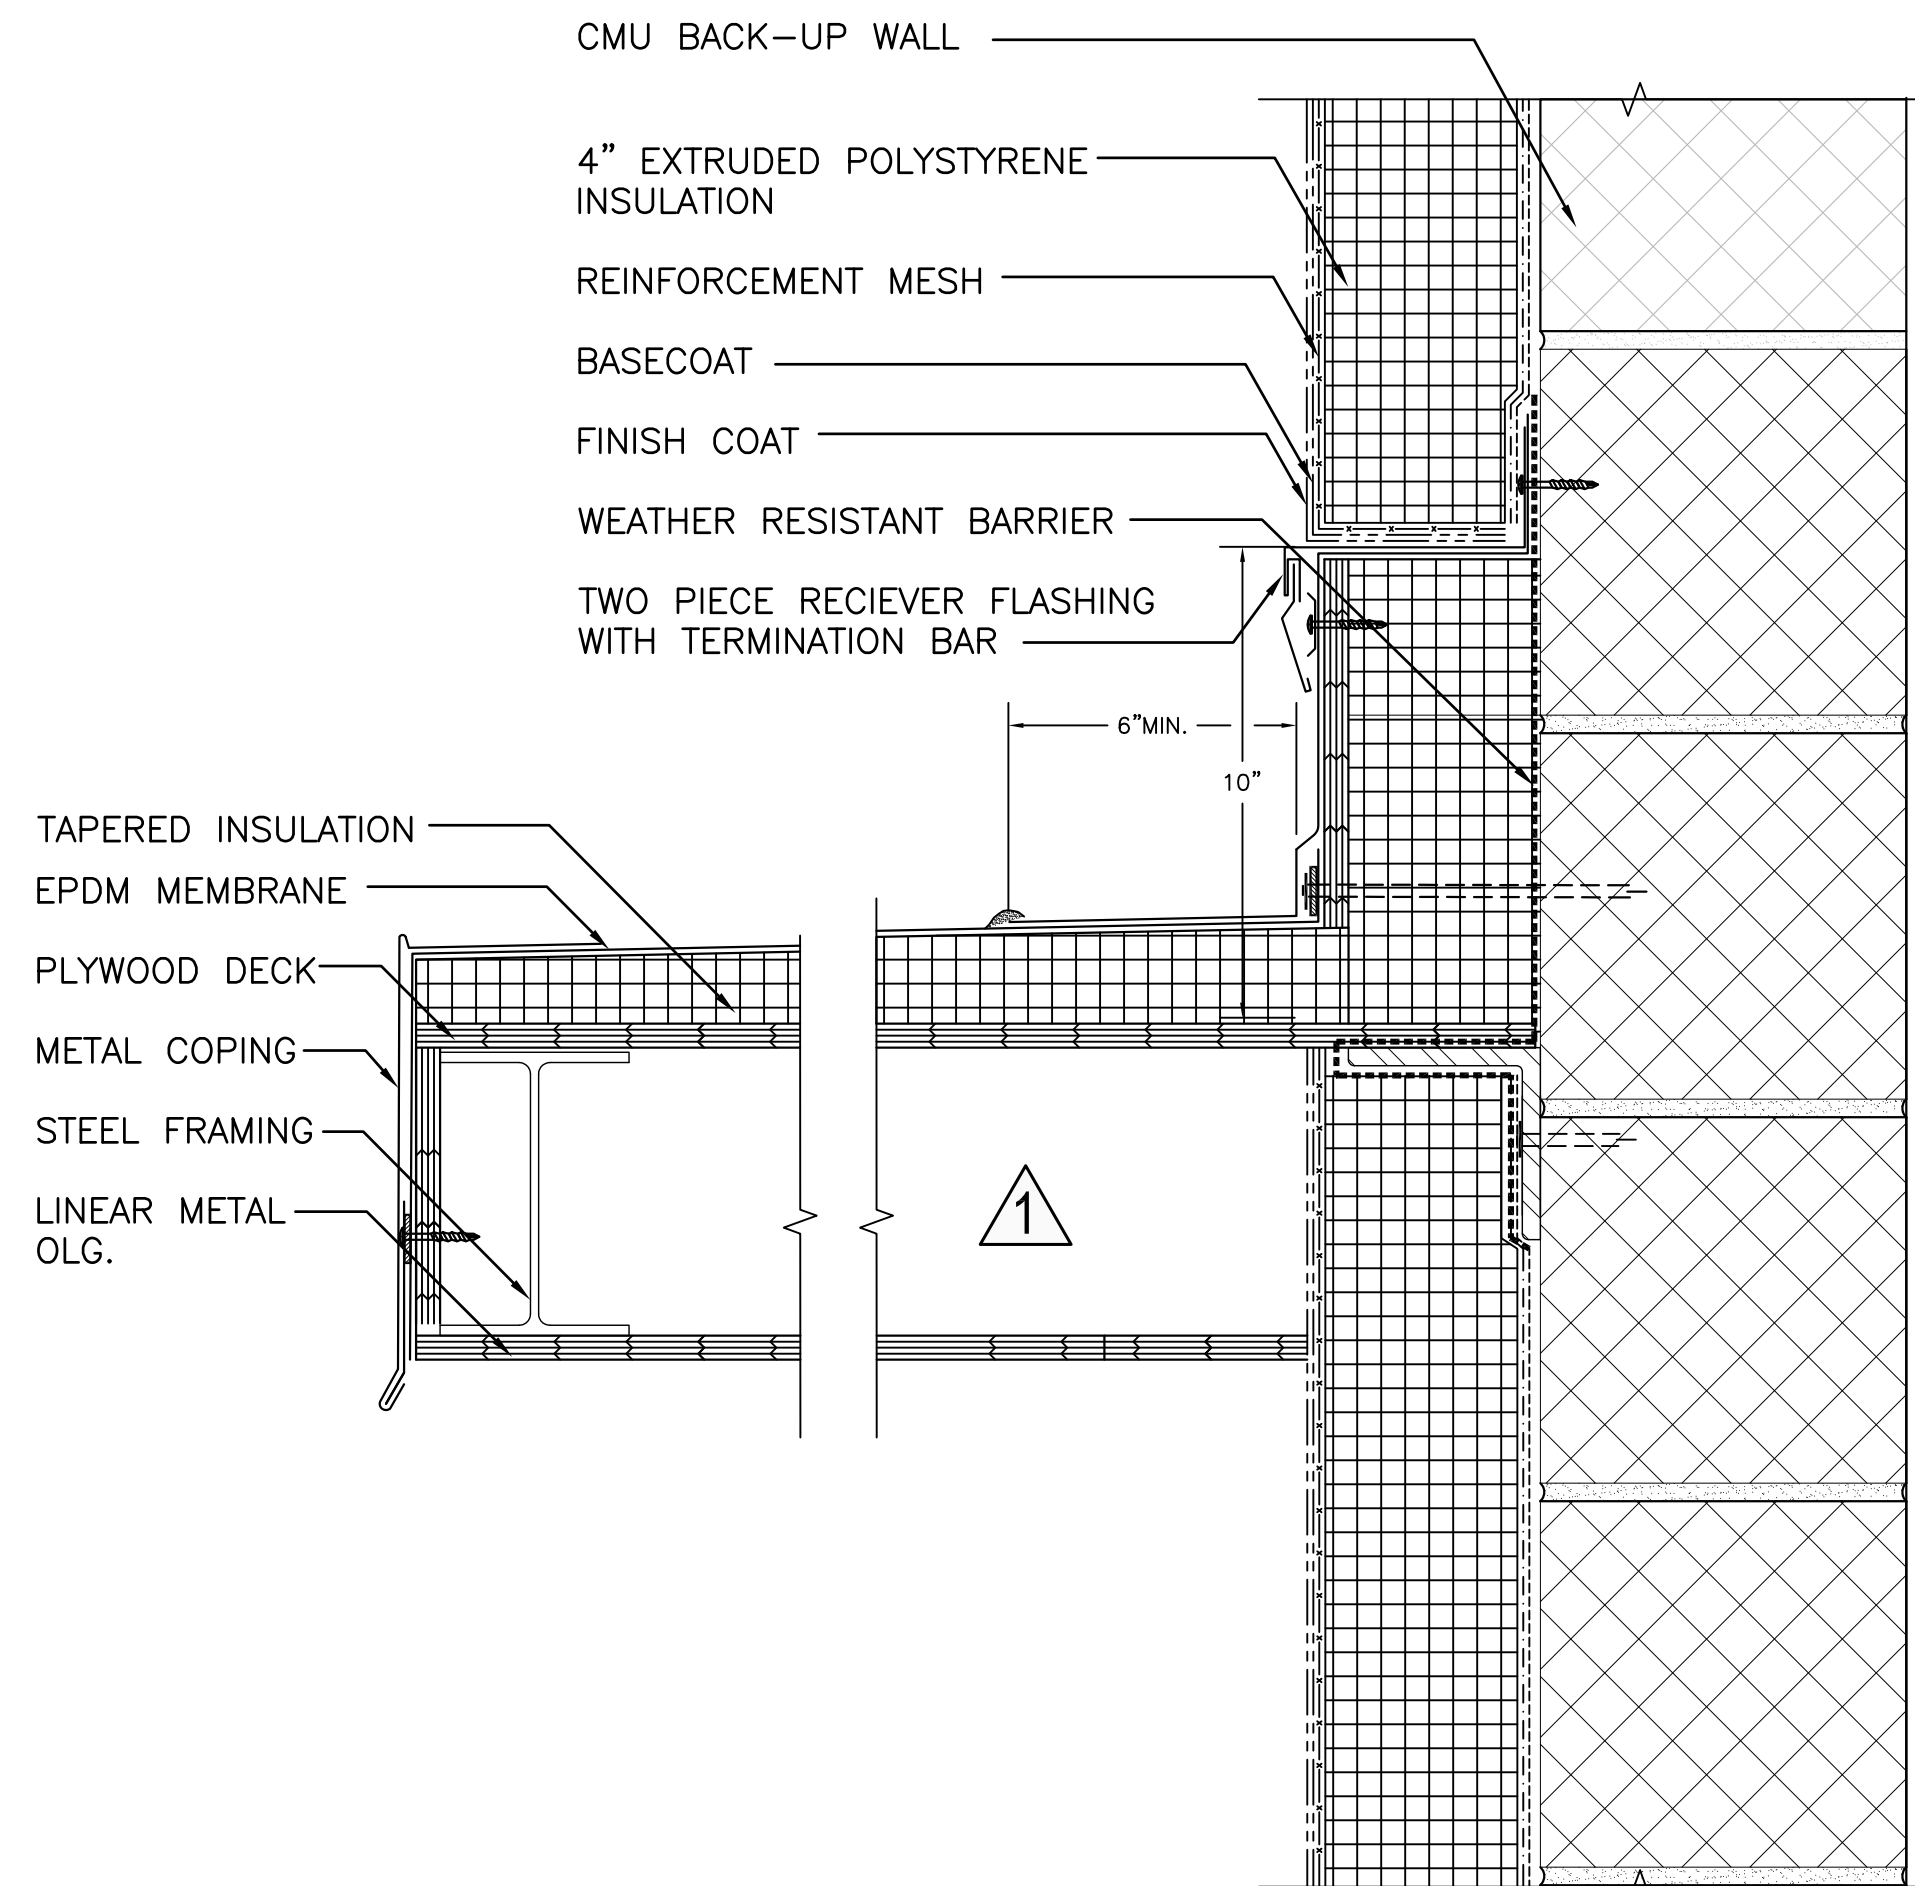 CMU BACK-UP WALL
4" EXTRUDED POLYSTYRENE
INSULATION
REINFORCEMENT MESH
BASECOAT
FINISH COAT
WEATHER RESISTANT BARRIER
TWO PIECE RECIEVER FLASHING
WITH TERMINATION BAR
6"MIN.
10"
TAPERED INSULATION
EPDM MEMBRANE
PLYWOOD DECK
METAL COPING
STEEL FRAMING
LINEAR METAL
OLG.
1